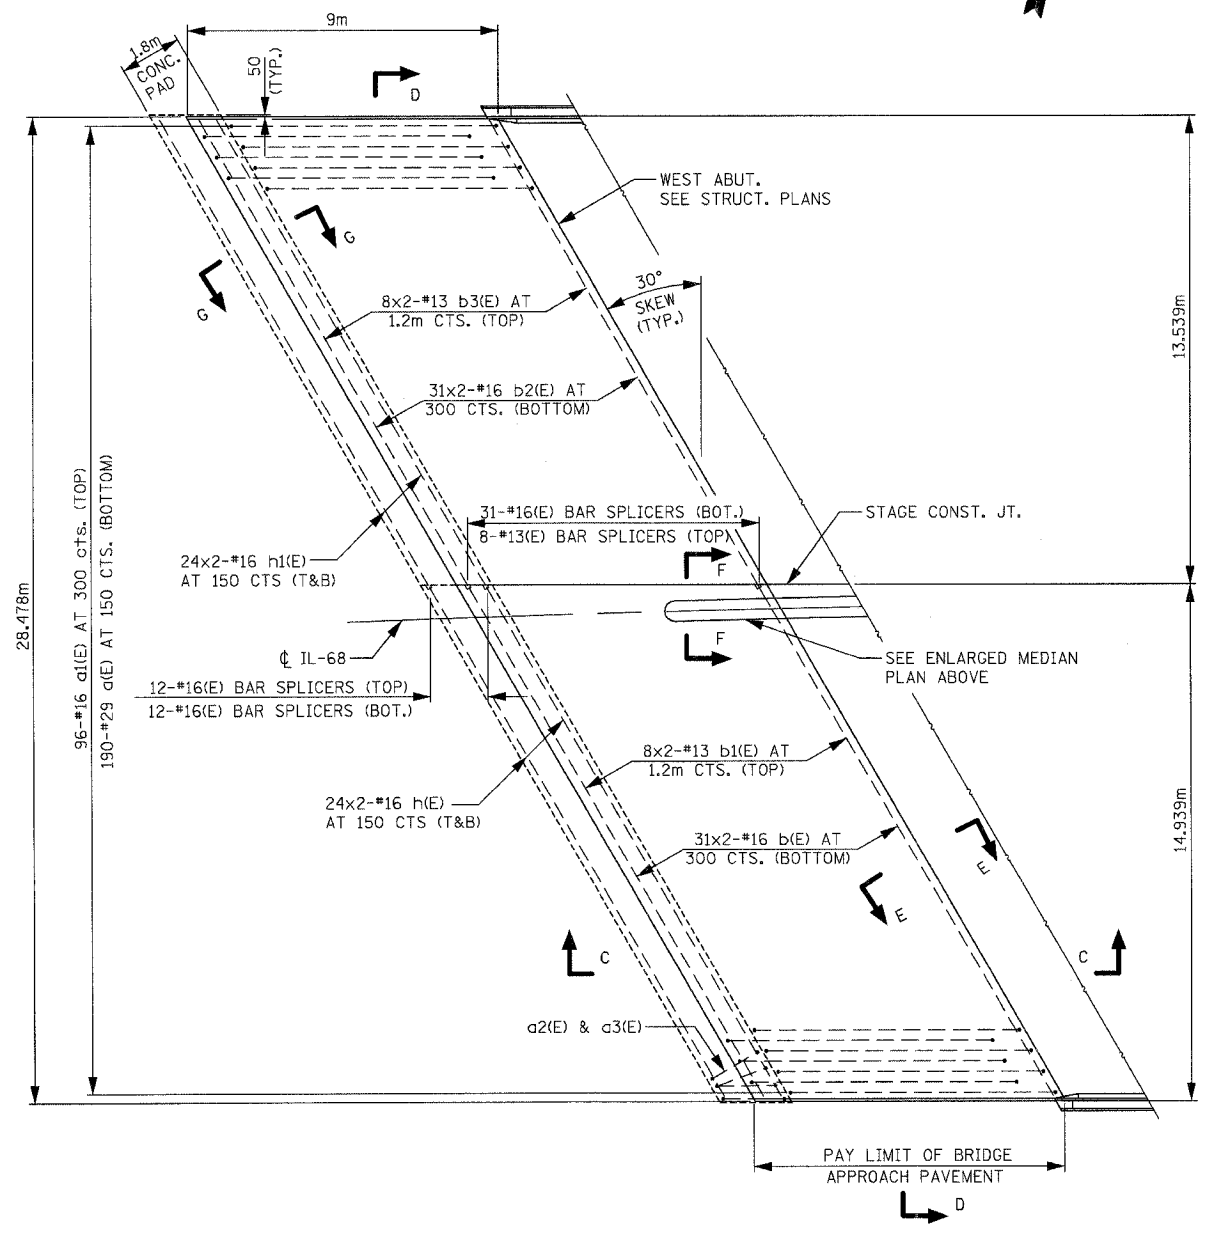 9m
1.8m
CONC.
PAD
50
(TYP.)
D
WEST ABUT.
SEE STRUCT. PLANS
G
G
30°
SKEW
(TYP.)
8x2-#13 b3(E) AT
1.2m CTS. (TOP)
13.539m
31x2-#16 b2(E) AT
300 CTS. (BOTTOM)
31-#16(E) BAR SPLICERS (BOT.)
8-#13(E) BAR SPLICERS (TOP)
STAGE CONST. JT.
24x2-#16 h1(E)
AT 150 CTS (T&B)
F
28.478m
96-#16 a1(E) AT 300 cts. (TOP)
190-#29 a(E) AT 150 CTS. (BOTTOM)
F
℄ IL-68
SEE ENLARGED MEDIAN
PLAN ABOVE
12-#16(E) BAR SPLICERS (TOP)
12-#16(E) BAR SPLICERS (BOT.)
8x2-#13 b1(E) AT
1.2m CTS. (TOP)
24x2-#16 h(E)
AT 150 CTS (T&B)
14.939m
31x2-#16 b(E) AT
300 CTS. (BOTTOM)
E
E
C
C
a2(E) & a3(E)
PAY LIMIT OF BRIDGE
APPROACH PAVEMENT
D